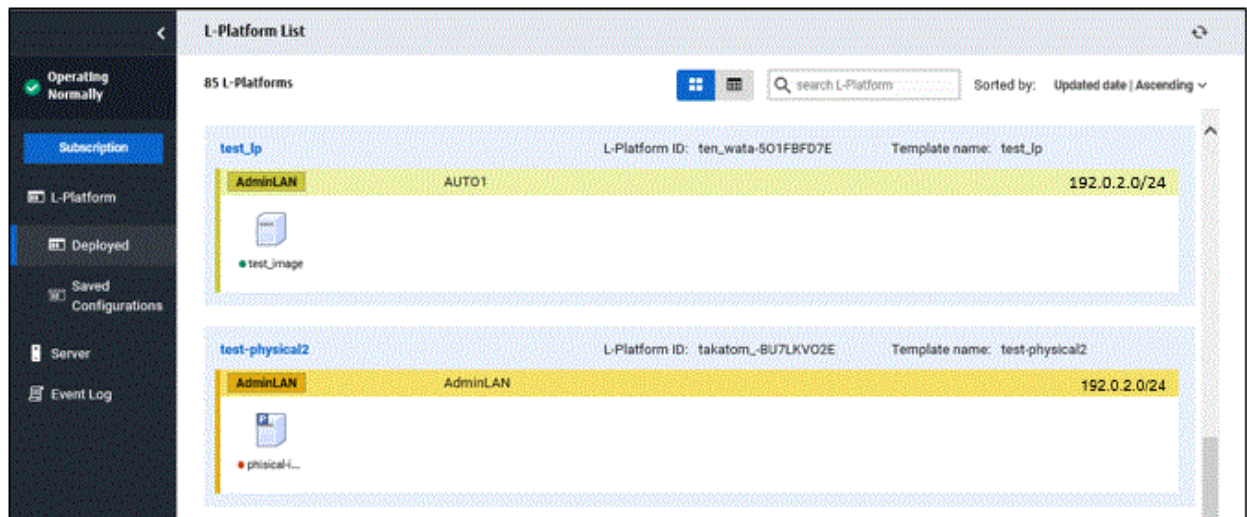 L-Platform List
Operating
Normally
85 L-Platforms
search L-Platform
Sorted by: Updated date | Ascending
Subscription
L-Platform
Deployed
Saved
Configurations
Server
Event Log
test_lp L-Platform ID: ten_wata-5O1FBFD7E Template name: test_lp
AdminLAN AUTO1 192.0.2.0/24
test_image
test-physical2 L-Platform ID: takatom_-BU7LKVO2E Template name: test-physical2
AdminLAN AdminLAN 192.0.2.0/24
P
phisical-i...